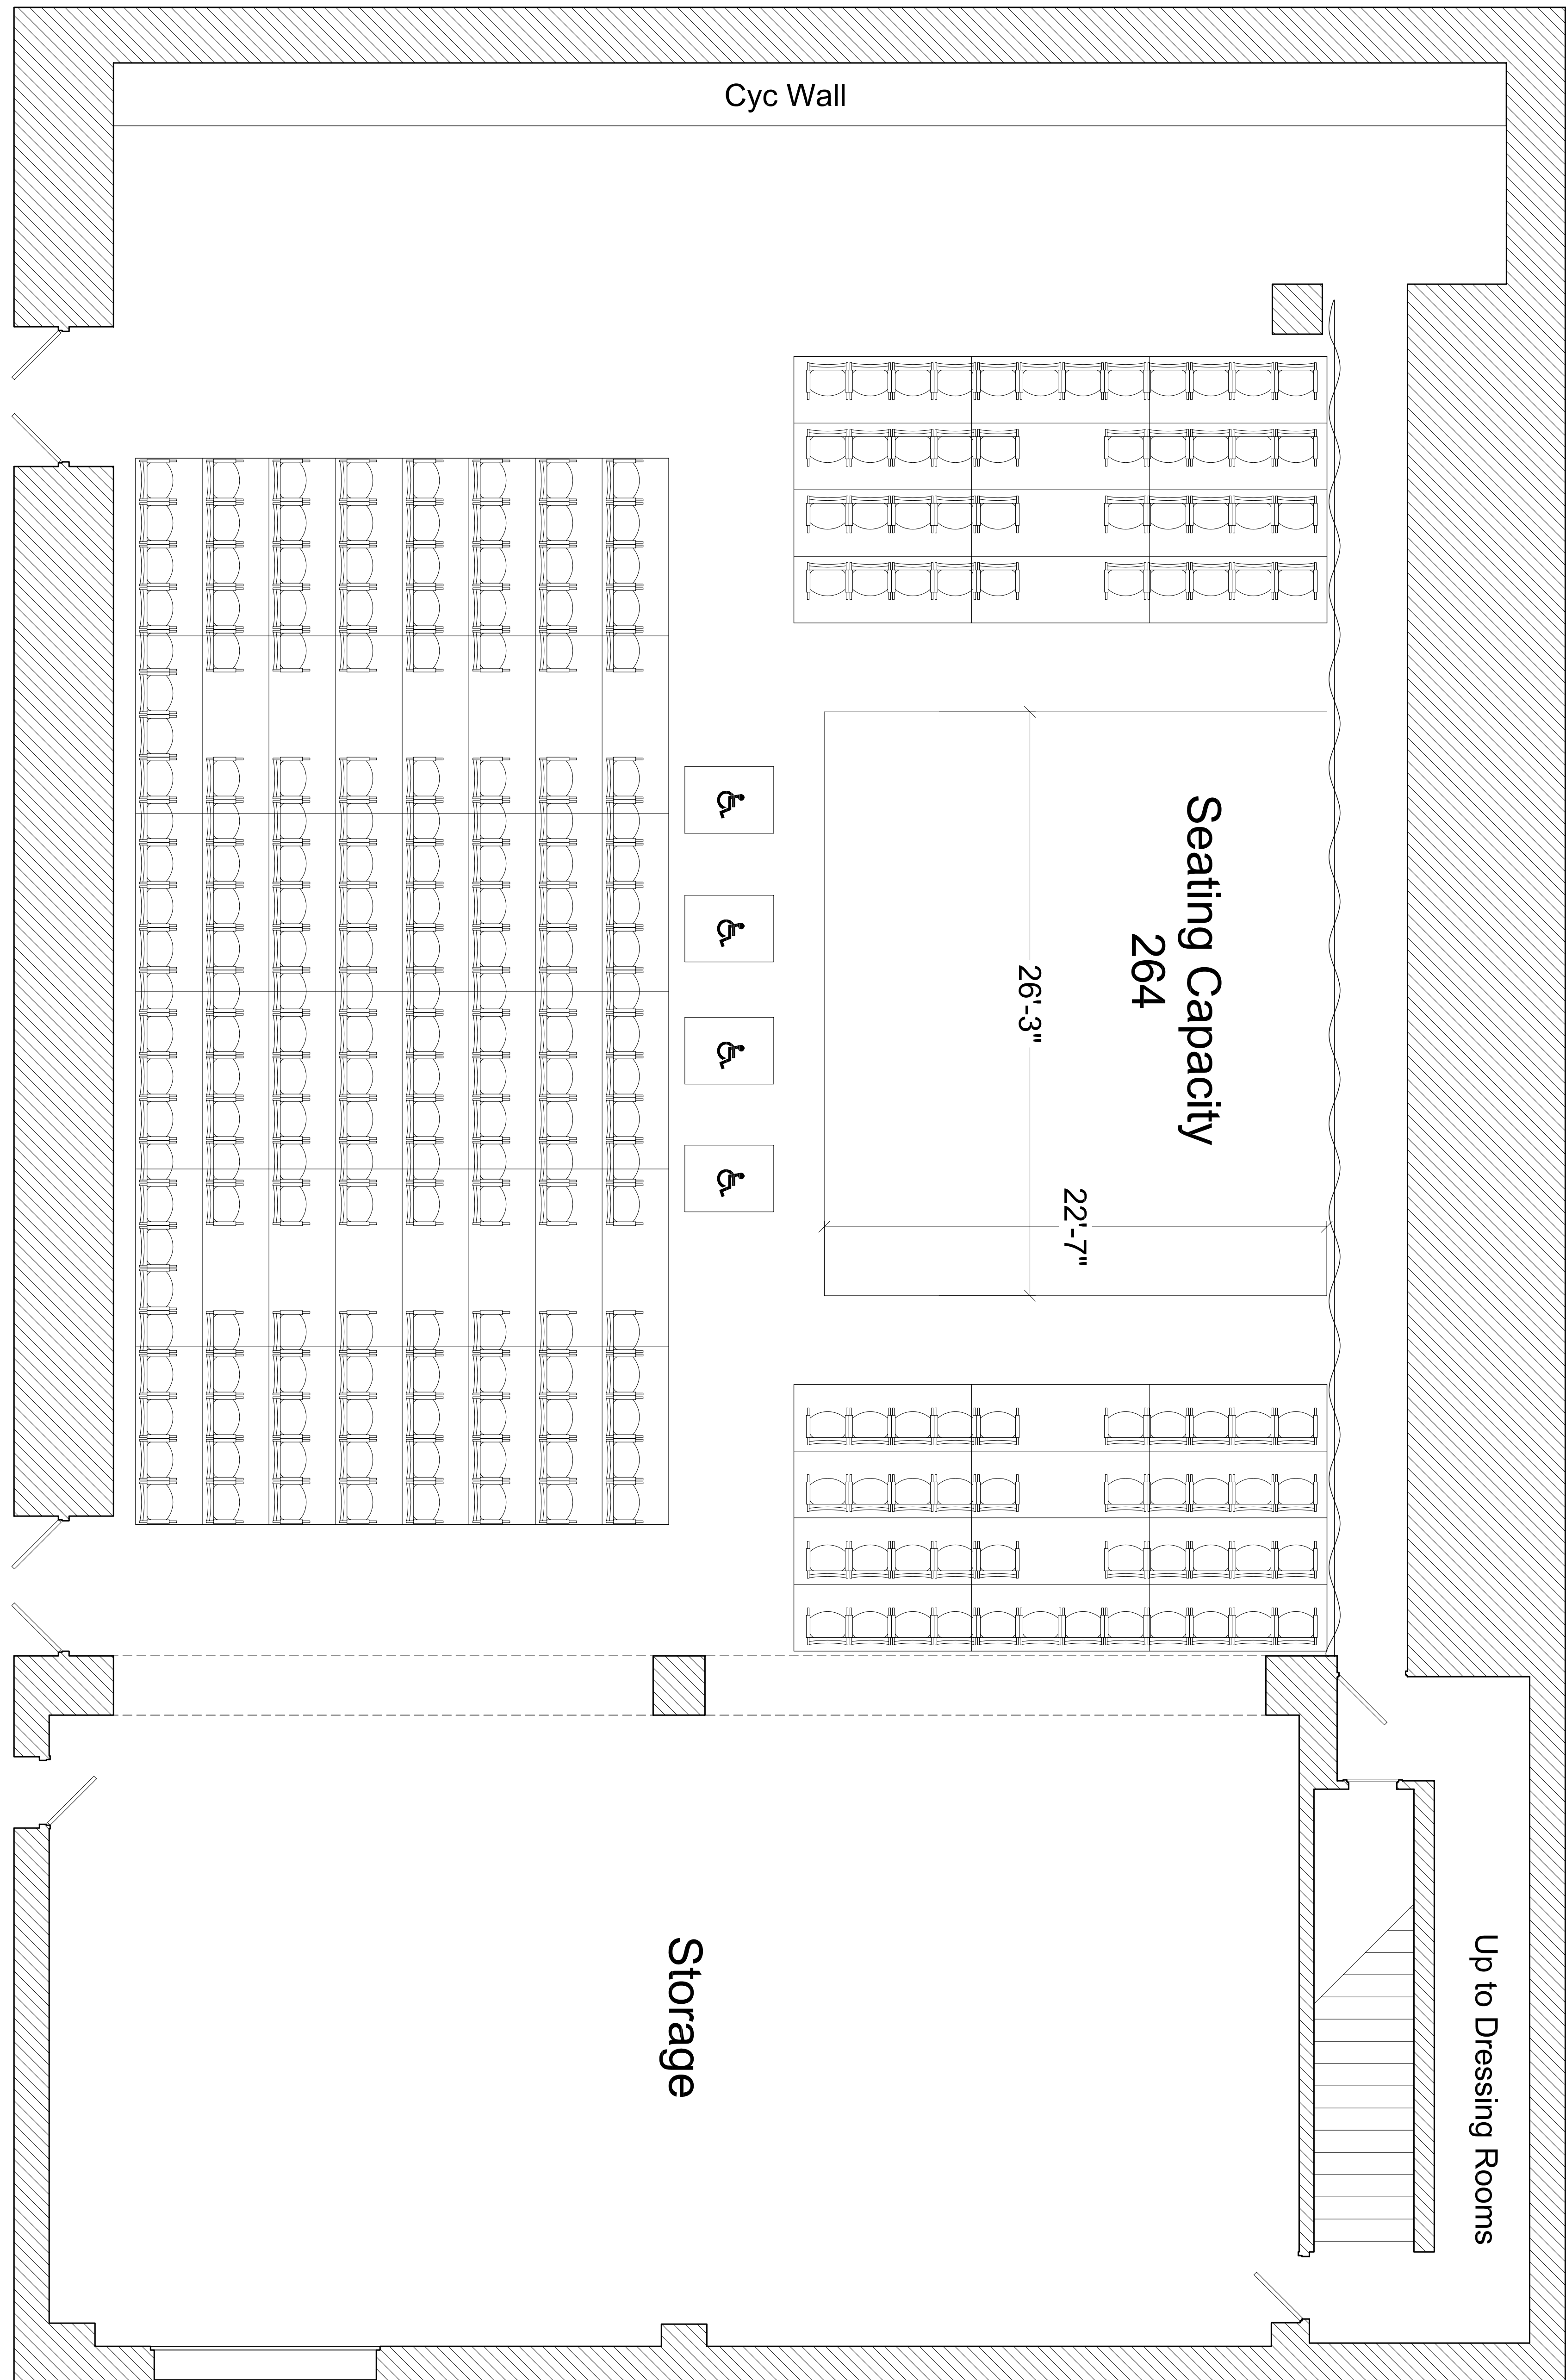 Cyc Wall
Seating Capacity
264
26'-3"
22'-7"
Storage
Up to Dressing Rooms